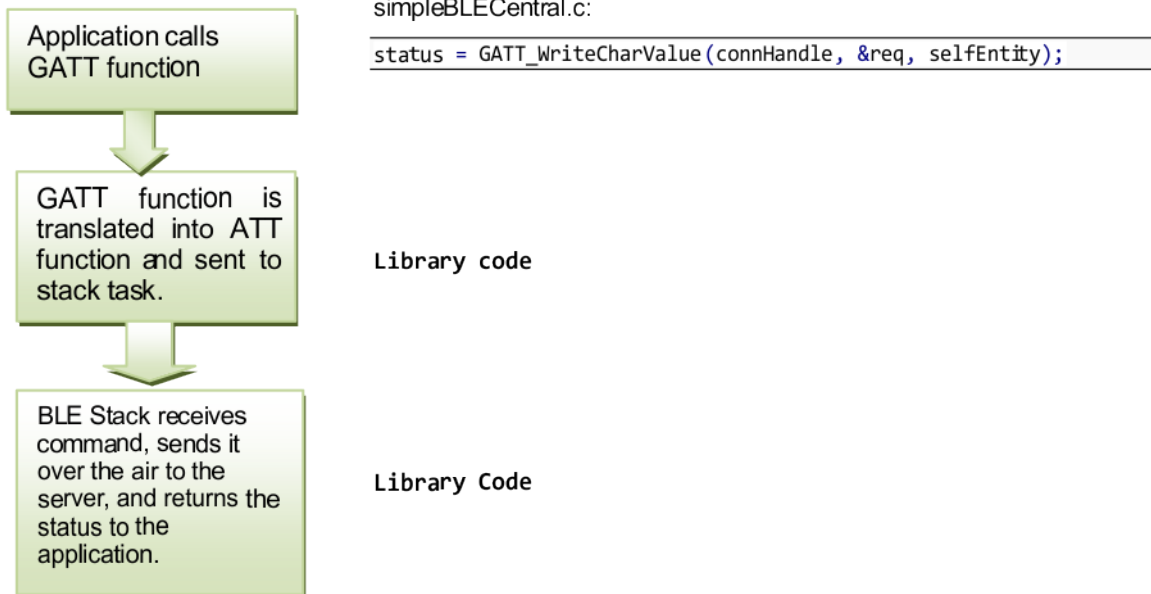 simpleBLECentral.c:
Application calls
GATT function
status = GATT_WriteCharValue(connHandle, &req, selfEntity);
GATT function is
translated into ATT
function and sent to
stack task.
Library code
BLE Stack receives
command, sends it
over the air to the
server, and returns the
status to the
application.
Library Code